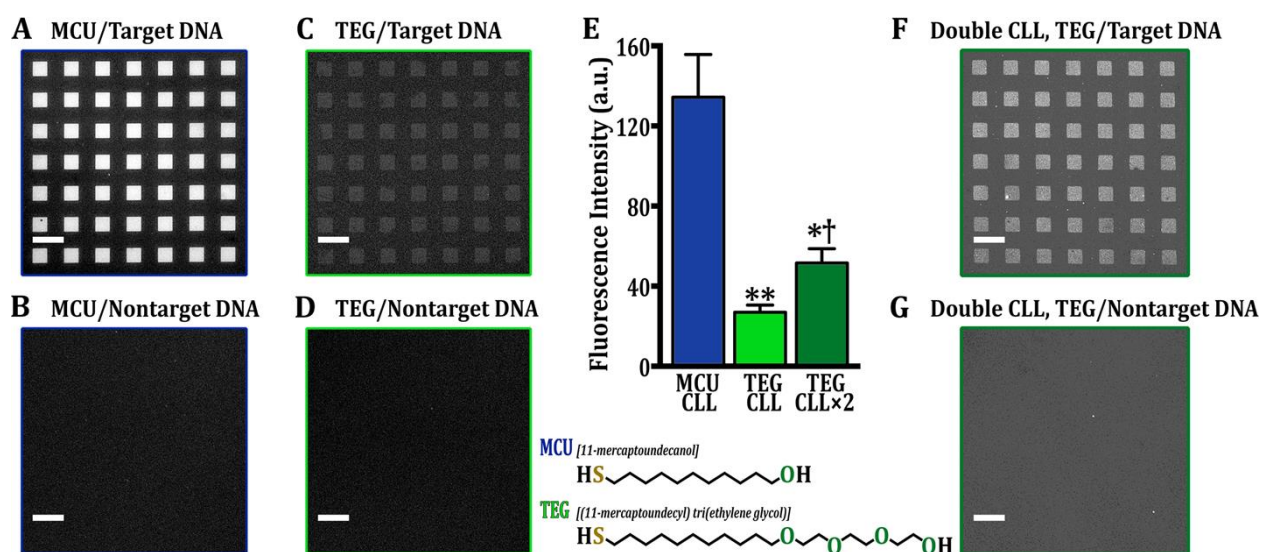 A MCU/Target DNA
B MCU/Nontarget DNA
C TEG/Target DNA
D TEG/Nontarget DNA
E
Fluorescence Intensity (a.u.)
160
120
80
40
0
**
*†
MCU CLL
TEG CLL
TEG CLL×2
MCU [11-mercaptoundecanol]
HS OH
TEG [(11-mercaptoundecyl) tri(ethylene glycol)]
HS O O O OH
F Double CLL, TEG/Target DNA
G Double CLL, TEG/Nontarget DNA